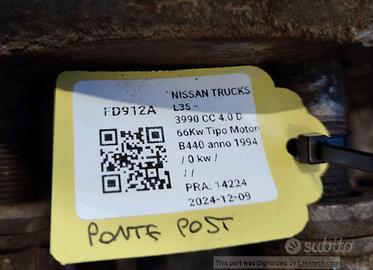 NISSAN TRUCKS
FD912A
L35 -
3990 CC 4.0 D
66Kw Tipo Motore
B440 anno 1994
/ 0 kw /
/ /
PRA: 14224
2024-12-09
PONTE POST
subito
This part was Digitalized by Lakotech.com